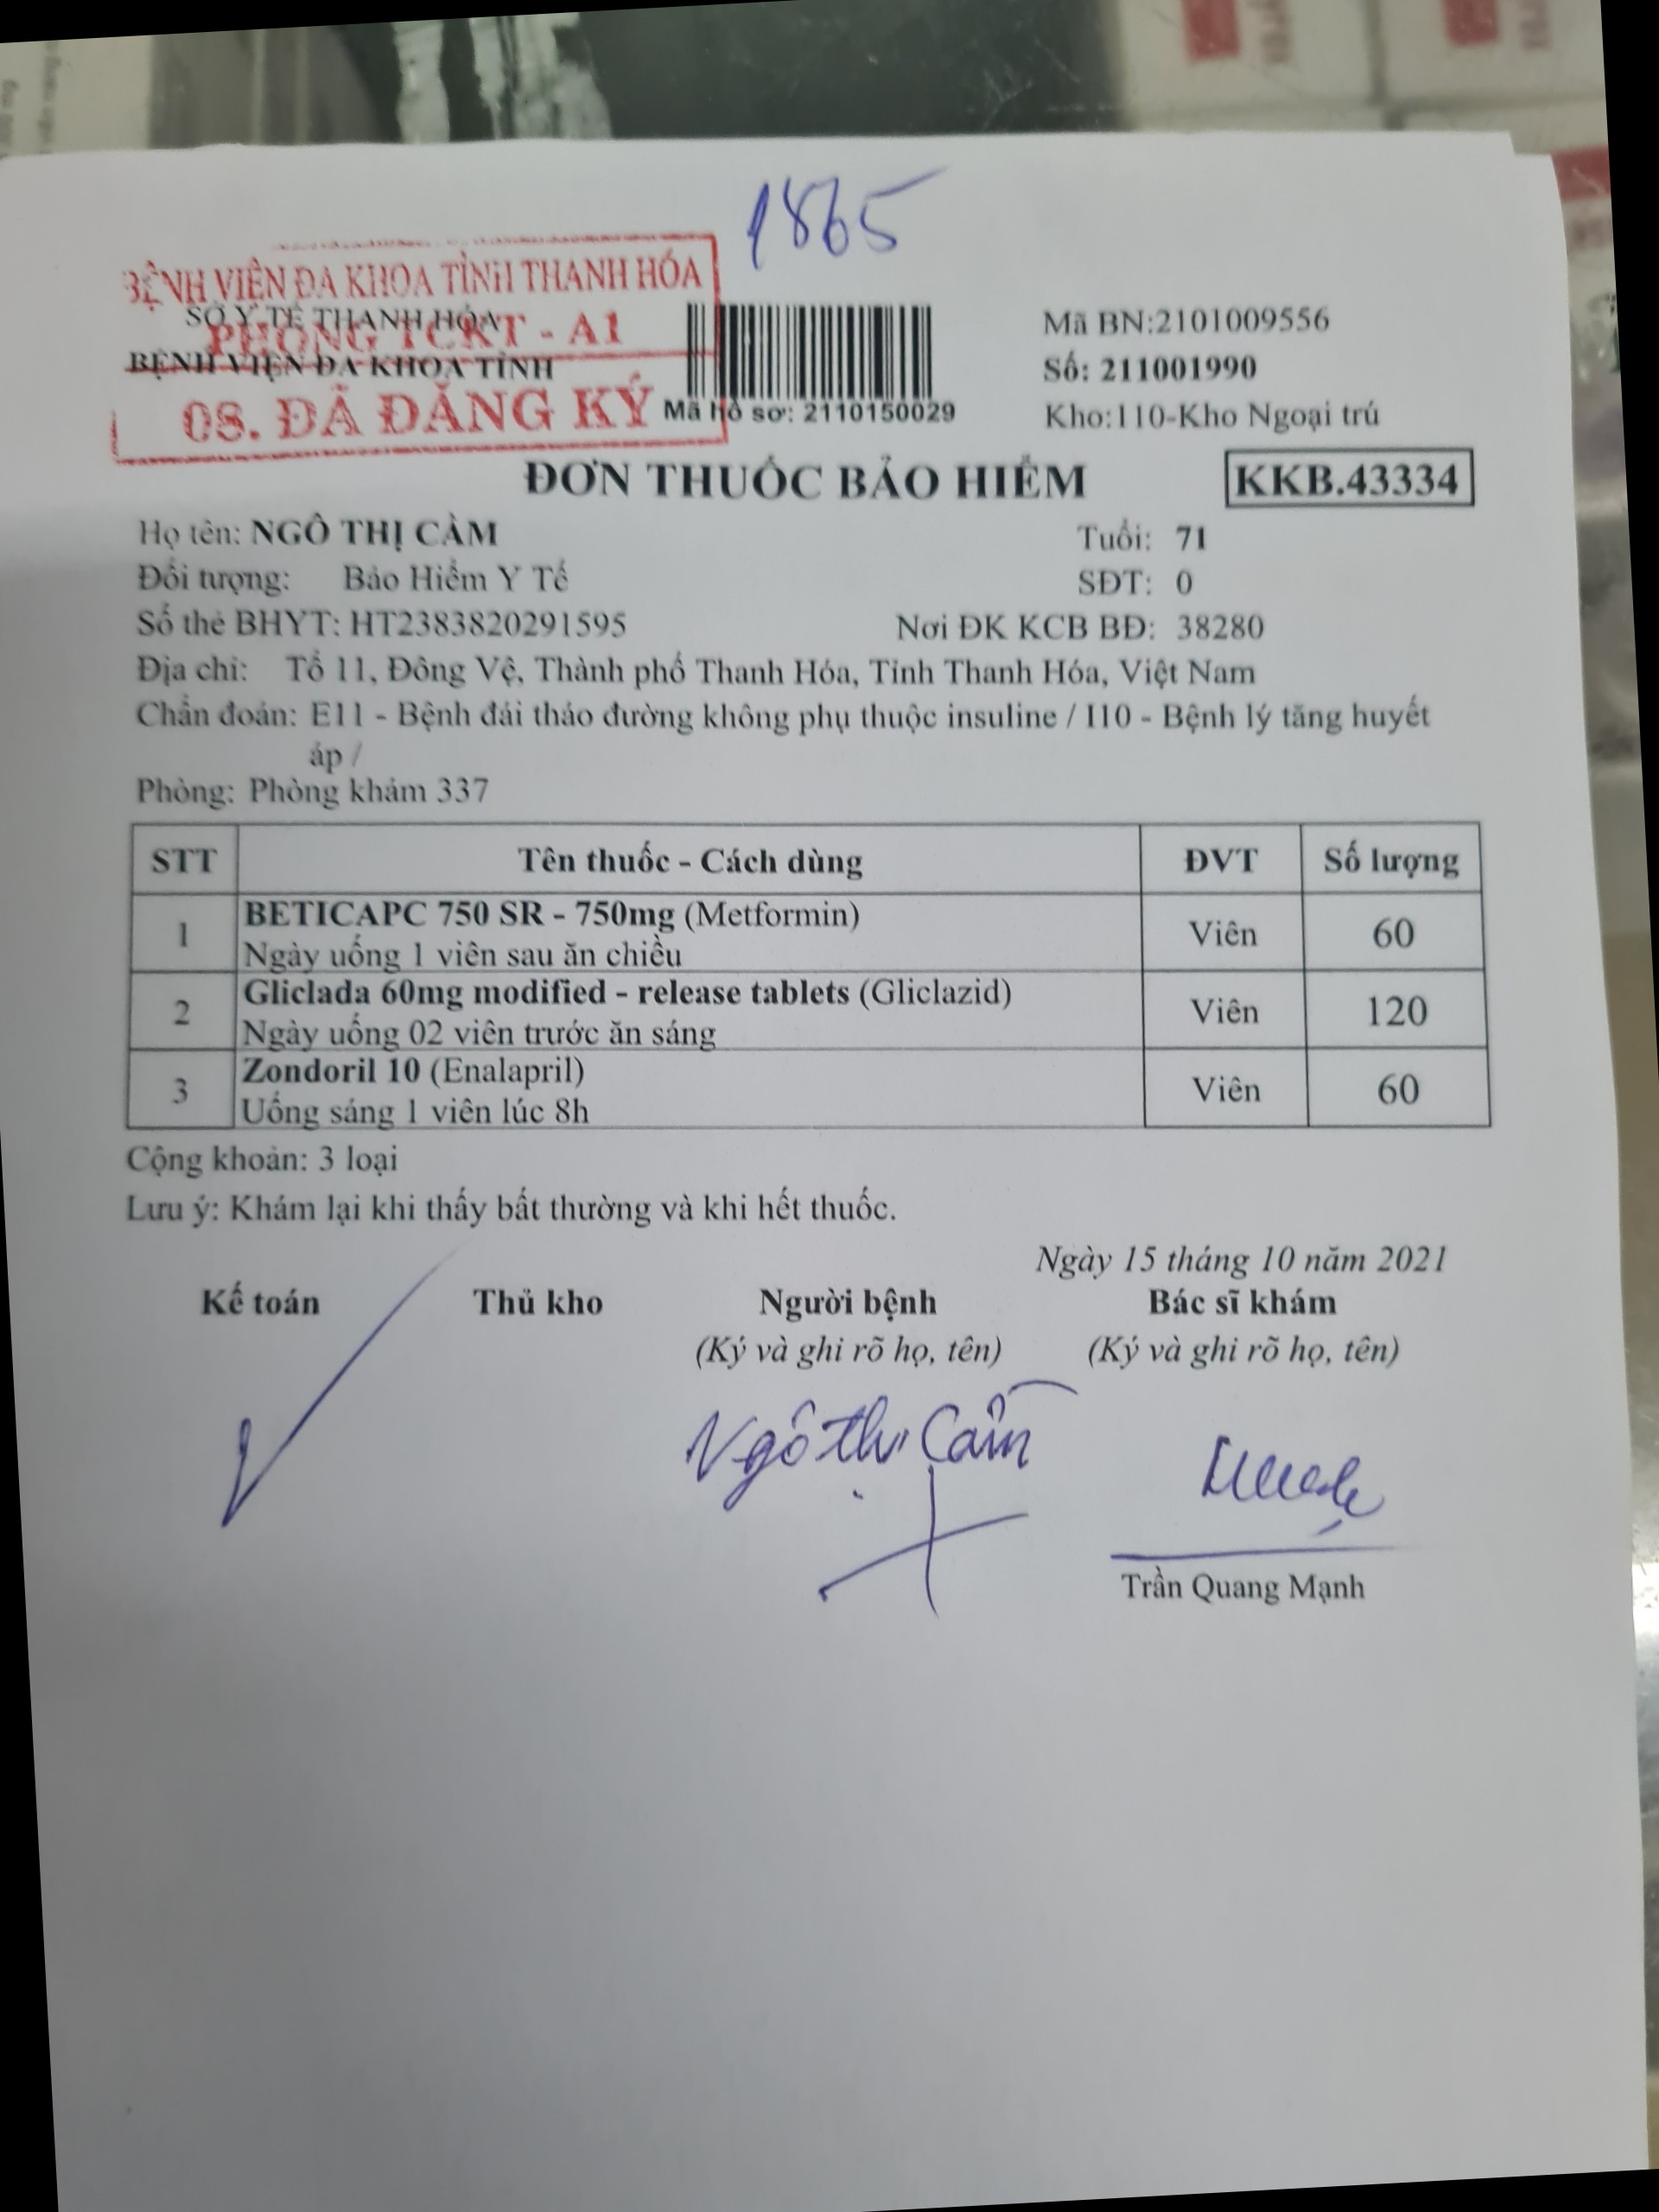 1865
BỆNH VIỆN ĐA KHOA TỈNH THANH HÓA
SỞ Y TẾ THANH HÓA
PHÒNG TCKT - A1
BỆNH VIỆN ĐA KHOA TỈNH
08. ĐÃ ĐĂNG KÝ
Mã hồ sơ: 2110150029
Mã BN:2101009556
Số: 211001990
Kho:110-Kho Ngoại trú
ĐƠN THUỐC BẢO HIỂM
KKB.43334
Họ tên: NGÔ THỊ CẢM Tuổi: 71
Đối tượng: Bảo Hiểm Y Tế SĐT: 0
Số thẻ BHYT: HT2383820291595 Nơi ĐK KCB BĐ: 38280
Địa chỉ: Tổ 11, Đông Vệ, Thành phố Thanh Hóa, Tỉnh Thanh Hóa, Việt Nam
Chẩn đoán: E11 - Bệnh đái tháo đường không phụ thuộc insuline / I10 - Bệnh lý tăng huyết
áp /
Phòng: Phòng khám 337
STT Tên thuốc - Cách dùng ĐVT Số lượng
1 BETICAPC 750 SR - 750mg (Metformin) Viên 60
Ngày uống 1 viên sau ăn chiều
2 Gliclada 60mg modified - release tablets (Gliclazid) Viên 120
Ngày uống 02 viên trước ăn sáng
3 Zondoril 10 (Enalapril) Viên 60
Uống sáng 1 viên lúc 8h
Cộng khoản: 3 loại
Lưu ý: Khám lại khi thấy bất thường và khi hết thuốc.
Ngày 15 tháng 10 năm 2021
Kế toán Thủ kho Người bệnh Bác sĩ khám
(Ký và ghi rõ họ, tên) (Ký và ghi rõ họ, tên)
Ngô Thị Cảm
Trần Quang Mạnh